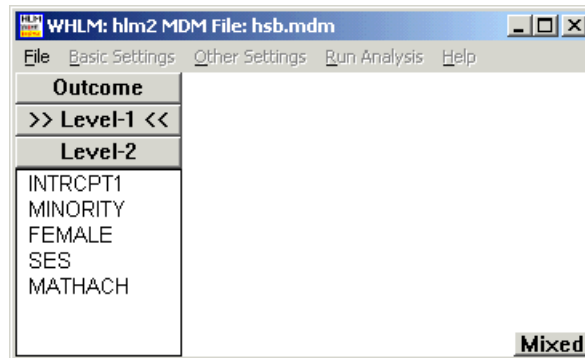 WHLM: hlm2 MDM File: hsb.mdm
File Basic Settings Other Settings Run Analysis Help
Outcome
>> Level-1 <<
Level-2
INTRCPT1
MINORITY
FEMALE
SES
MATHACH
Mixed